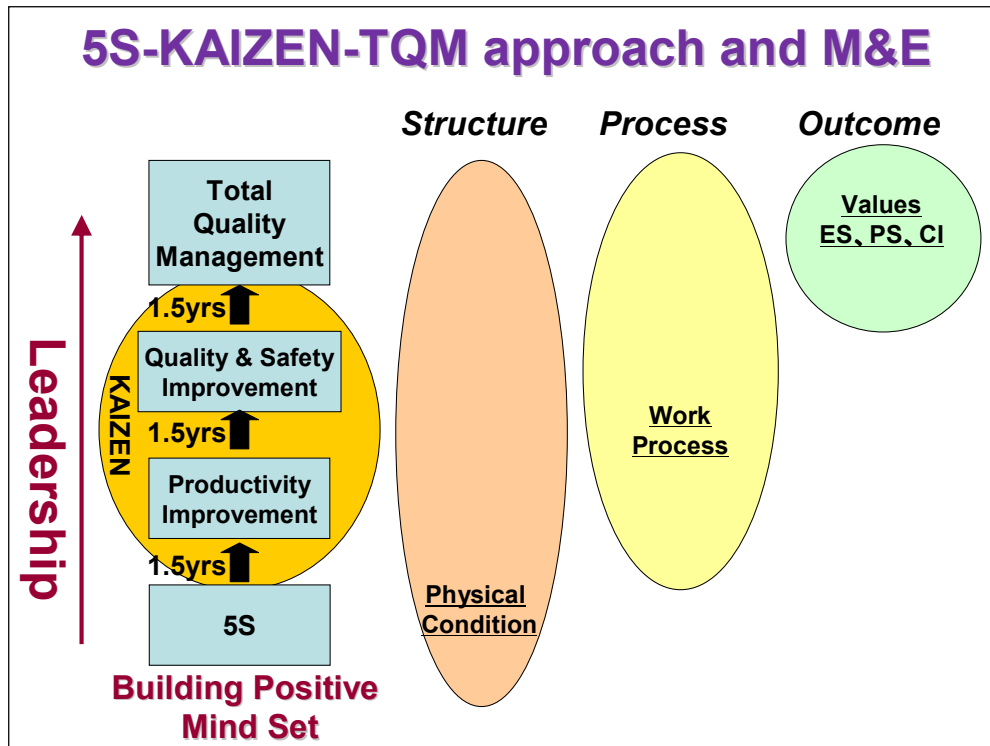 5S-KAIZEN-TQM approach and M&E
Structure
Process
Outcome
Total
Quality
Management
1.5yrs
Quality & Safety
Improvement
1.5yrs
Productivity
Improvement
1.5yrs
5S
KAIZEN
Leadership
Building Positive
Mind Set
Physical
Condition
Work
Process
Values
ES、PS、CI